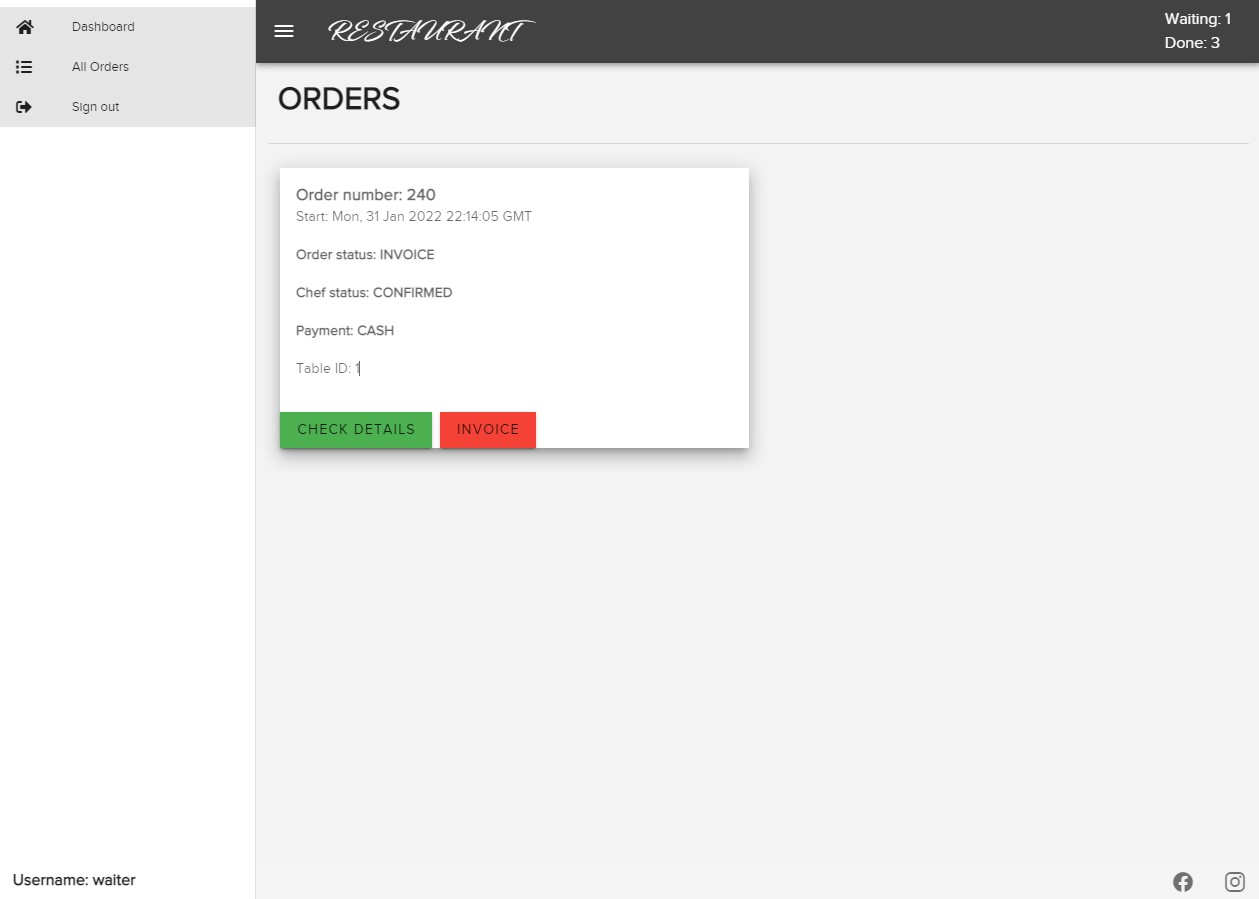 Dashboard
All Orders
Sign out
RESTAURANT
Waiting: 1
Done: 3
ORDERS
Order number: 240
Start: Mon, 31 Jan 2022 22:14:05 GMT
Order status: INVOICE
Chef status: CONFIRMED
Payment: CASH
Table ID: 1
CHECK DETAILS
INVOICE
Username: waiter